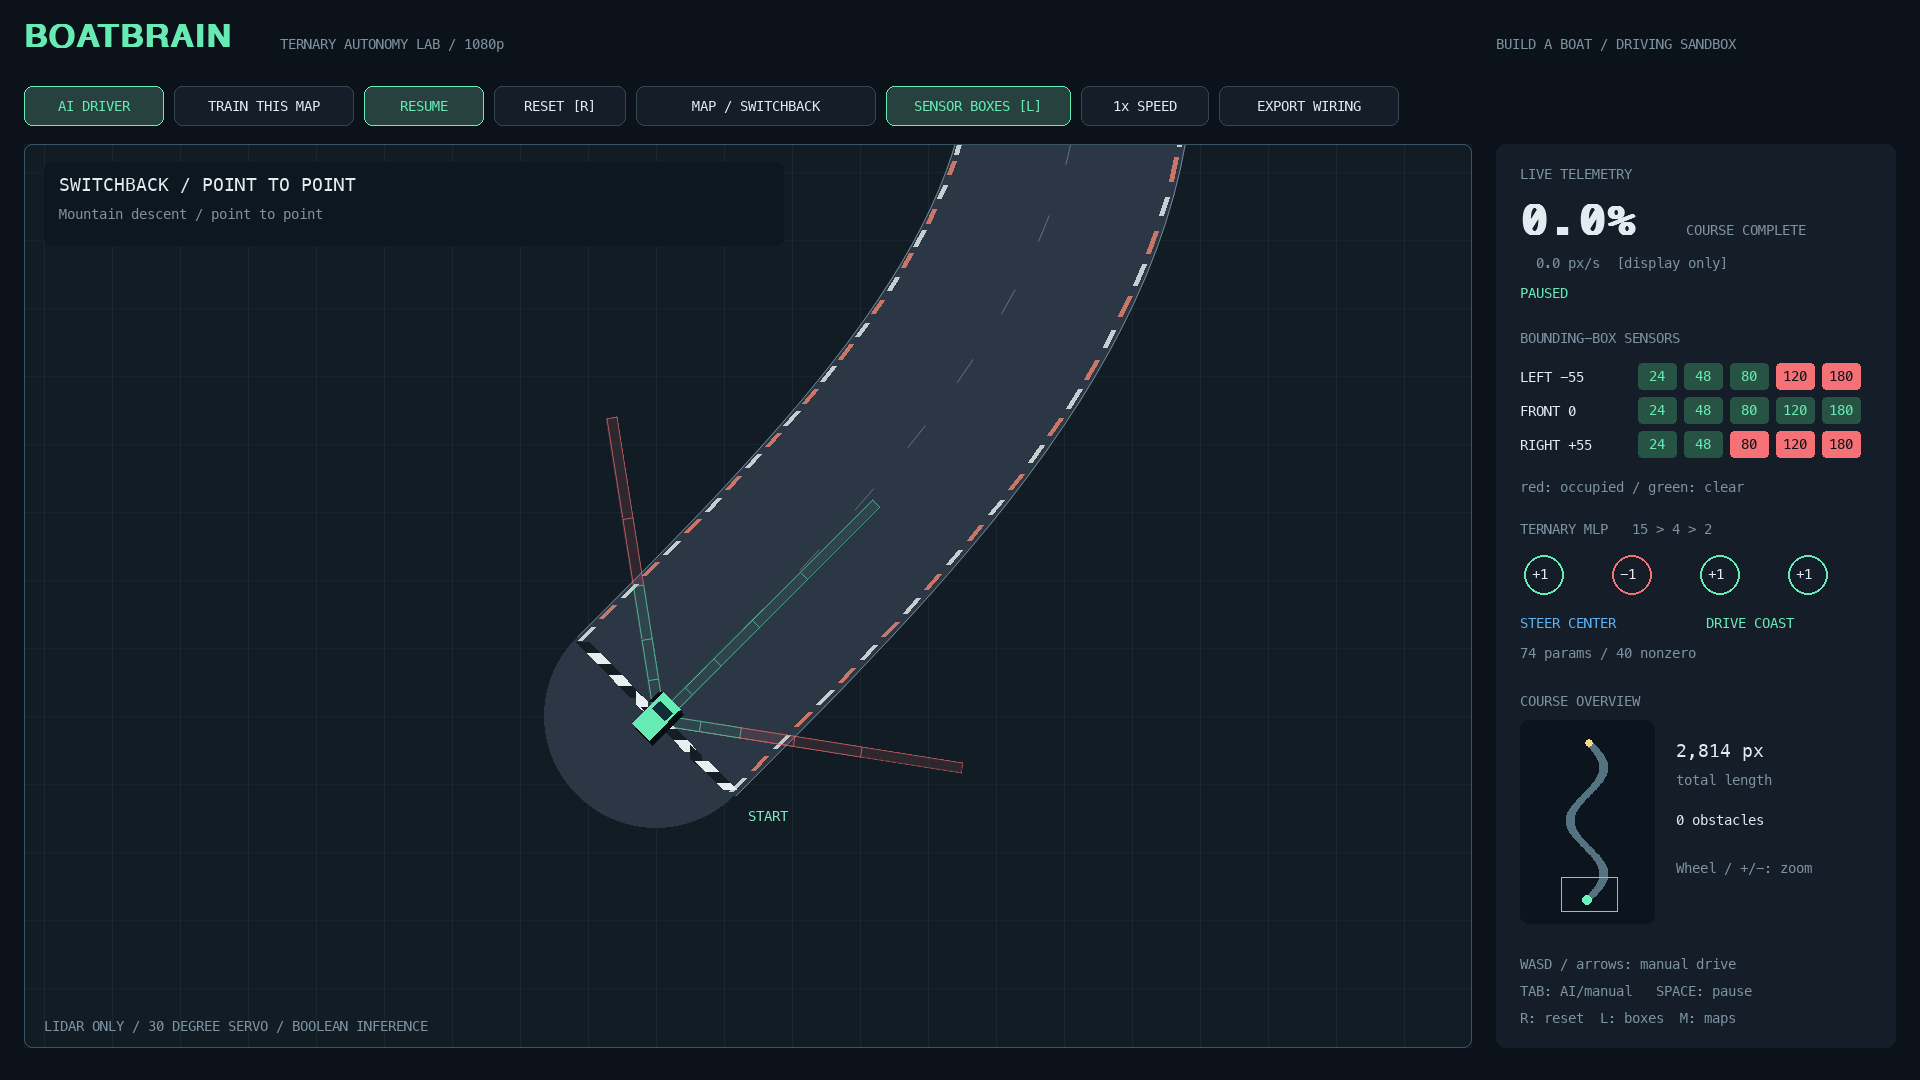 BOATBRAIN
TERNARY AUTONOMY LAB / 1080p
BUILD A BOAT / DRIVING SANDBOX
AI DRIVER
TRAIN THIS MAP
RESUME
RESET [R]
MAP / SWITCHBACK
SENSOR BOXES [L]
1x SPEED
EXPORT WIRING
SWITCHBACK / POINT TO POINT
Mountain descent / point to point
START
LIDAR ONLY / 30 DEGREE SERVO / BOOLEAN INFERENCE
LIVE TELEMETRY
0.0% COURSE COMPLETE
0.0 px/s [display only]
PAUSED
BOUNDING-BOX SENSORS
LEFT -55 24 48 80 120 180
FRONT 0 24 48 80 120 180
RIGHT +55 24 48 80 120 180
red: occupied / green: clear
TERNARY MLP 15 > 4 > 2
+1 -1 +1 +1
STEER CENTER DRIVE COAST
74 params / 40 nonzero
COURSE OVERVIEW
2,814 px
total length
0 obstacles
Wheel / +/-: zoom
WASD / arrows: manual drive
TAB: AI/manual SPACE: pause
R: reset L: boxes M: maps